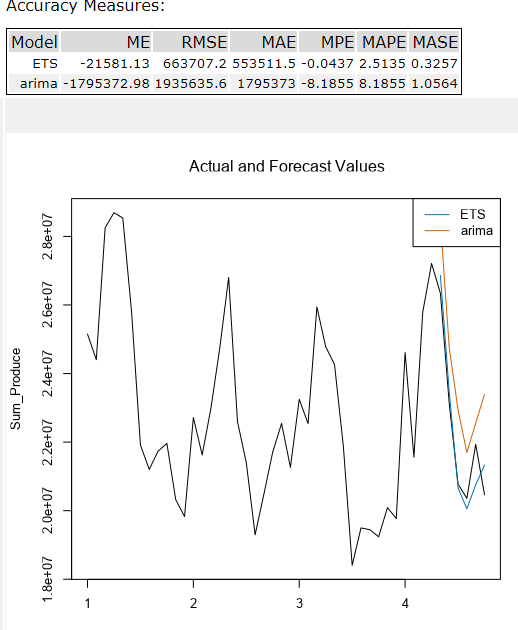 Accuracy Measures:
Model ME RMSE MAE MPE MAPE MASE
ETS -21581.13 663707.2 553511.5 -0.0437 2.5135 0.3257
arima -1795372.98 1935635.6 1795373 -8.1855 8.1855 1.0564
Actual and Forecast Values
ETS
arima
2.8e+07
2.6e+07
2.4e+07
2.2e+07
2.0e+07
1.8e+07
Sum_Produce
1 2 3 4